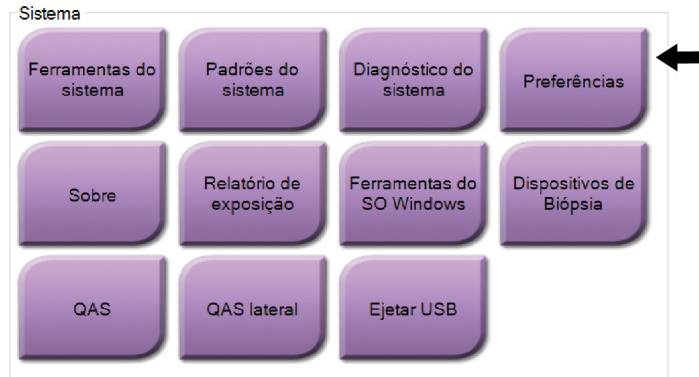 Sistema
Ferramentas do
sistema
Padrões do
sistema
Diagnóstico do
sistema
Preferências
Sobre
Relatório de
exposição
Ferramentas do
SO Windows
Dispositivos de
Biópsia
QAS
QAS lateral
Ejetar USB